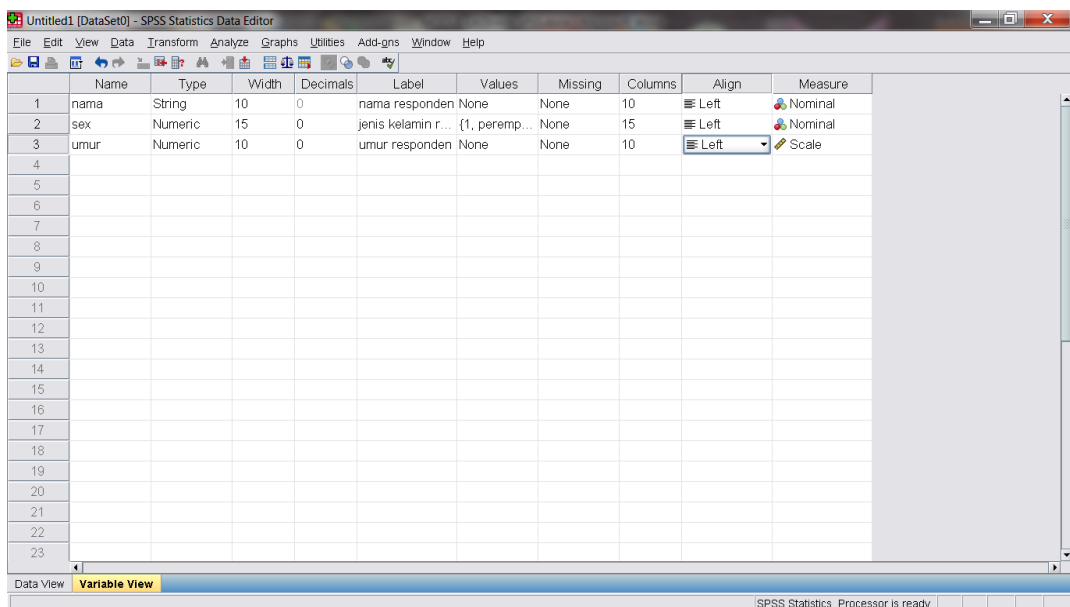 Untitled1 [DataSet0] - SPSS Statistics Data Editor
File Edit View Data Transform Analyze Graphs Utilities Add-ons Window Help
Name Type Width Decimals Label Values Missing Columns Align Measure
1 nama String 10 0 nama responden None None 10 Left Nominal
2 sex Numeric 15 0 jenis kelamin r... {1, peremp... None 15 Left Nominal
3 umur Numeric 10 0 umur responden None None 10 Left Scale
4
5
6
7
8
9
10
11
12
13
14
15
16
17
18
19
20
21
22
23
Data View Variable View
SPSS Statistics Processor is ready